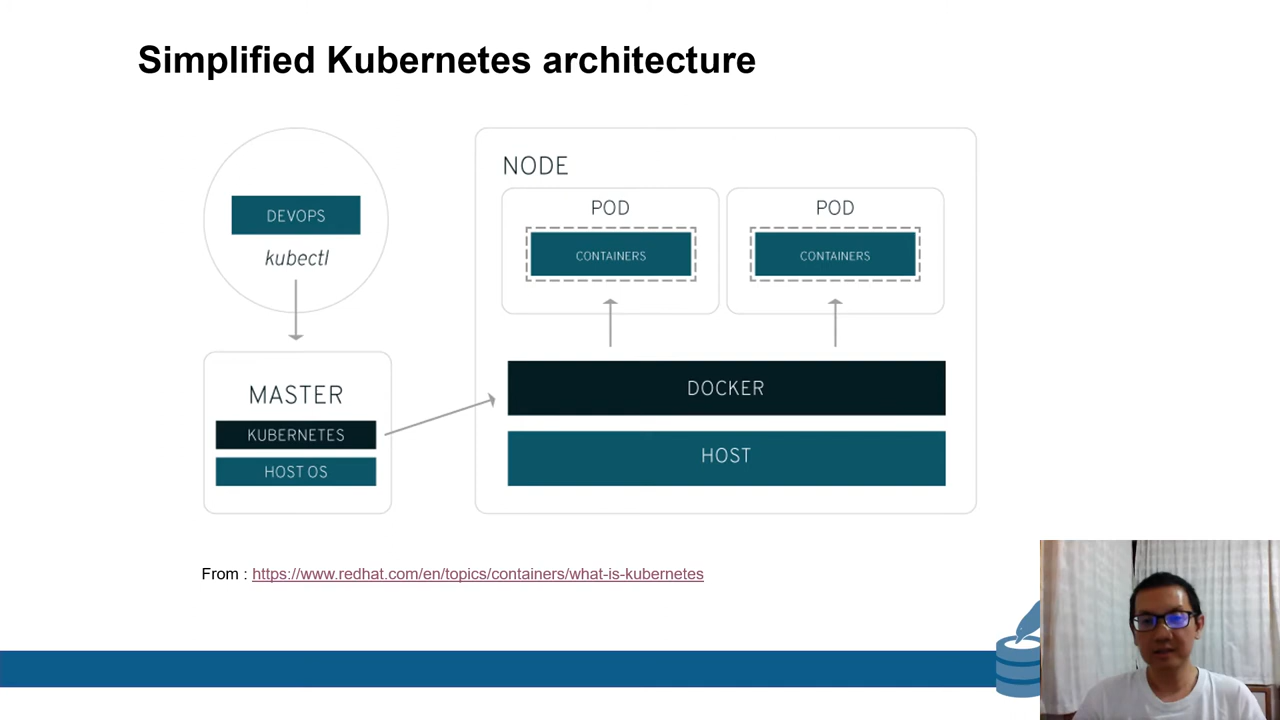 Simplified Kubernetes architecture
DEVOPS
kubectl
MASTER
KUBERNETES
HOST OS
NODE
POD
CONTAINERS
POD
CONTAINERS
DOCKER
HOST
From : https://www.redhat.com/en/topics/containers/what-is-kubernetes